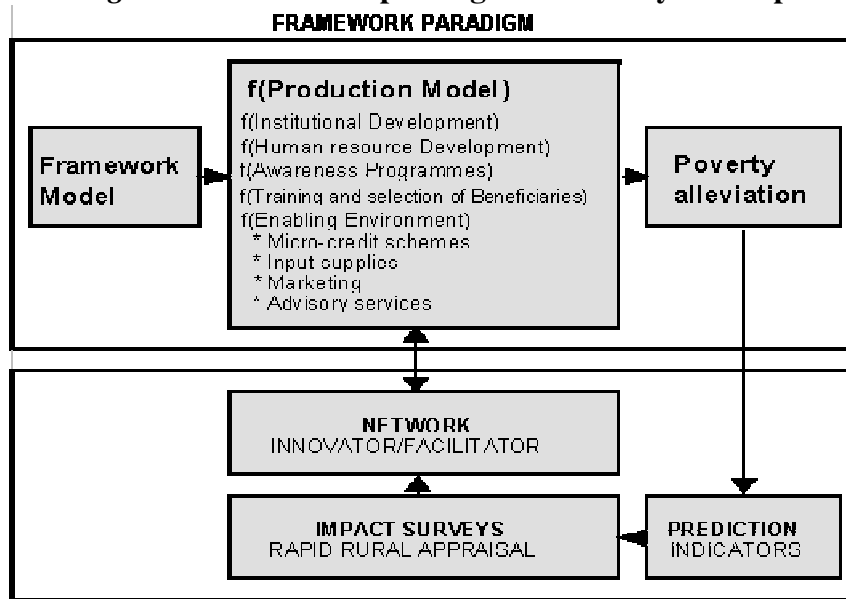 FRAMEWORK PARADIGM
f(Production Model)
f(Institutional Development)
f(Human resource Development)
f(Awareness Programmes)
f(Training and selection of Beneficiaries)
f(Enabling Environment)
* Micro-credit schemes
* Input supplies
* Marketing
* Advisory services
Framework
Model
Poverty
alleviation
NETWORK
INNOVATOR/FACILITATOR
IMPACT SURVEYS
RAPID RURAL APPRAISAL
PREDICTION
INDICATORS